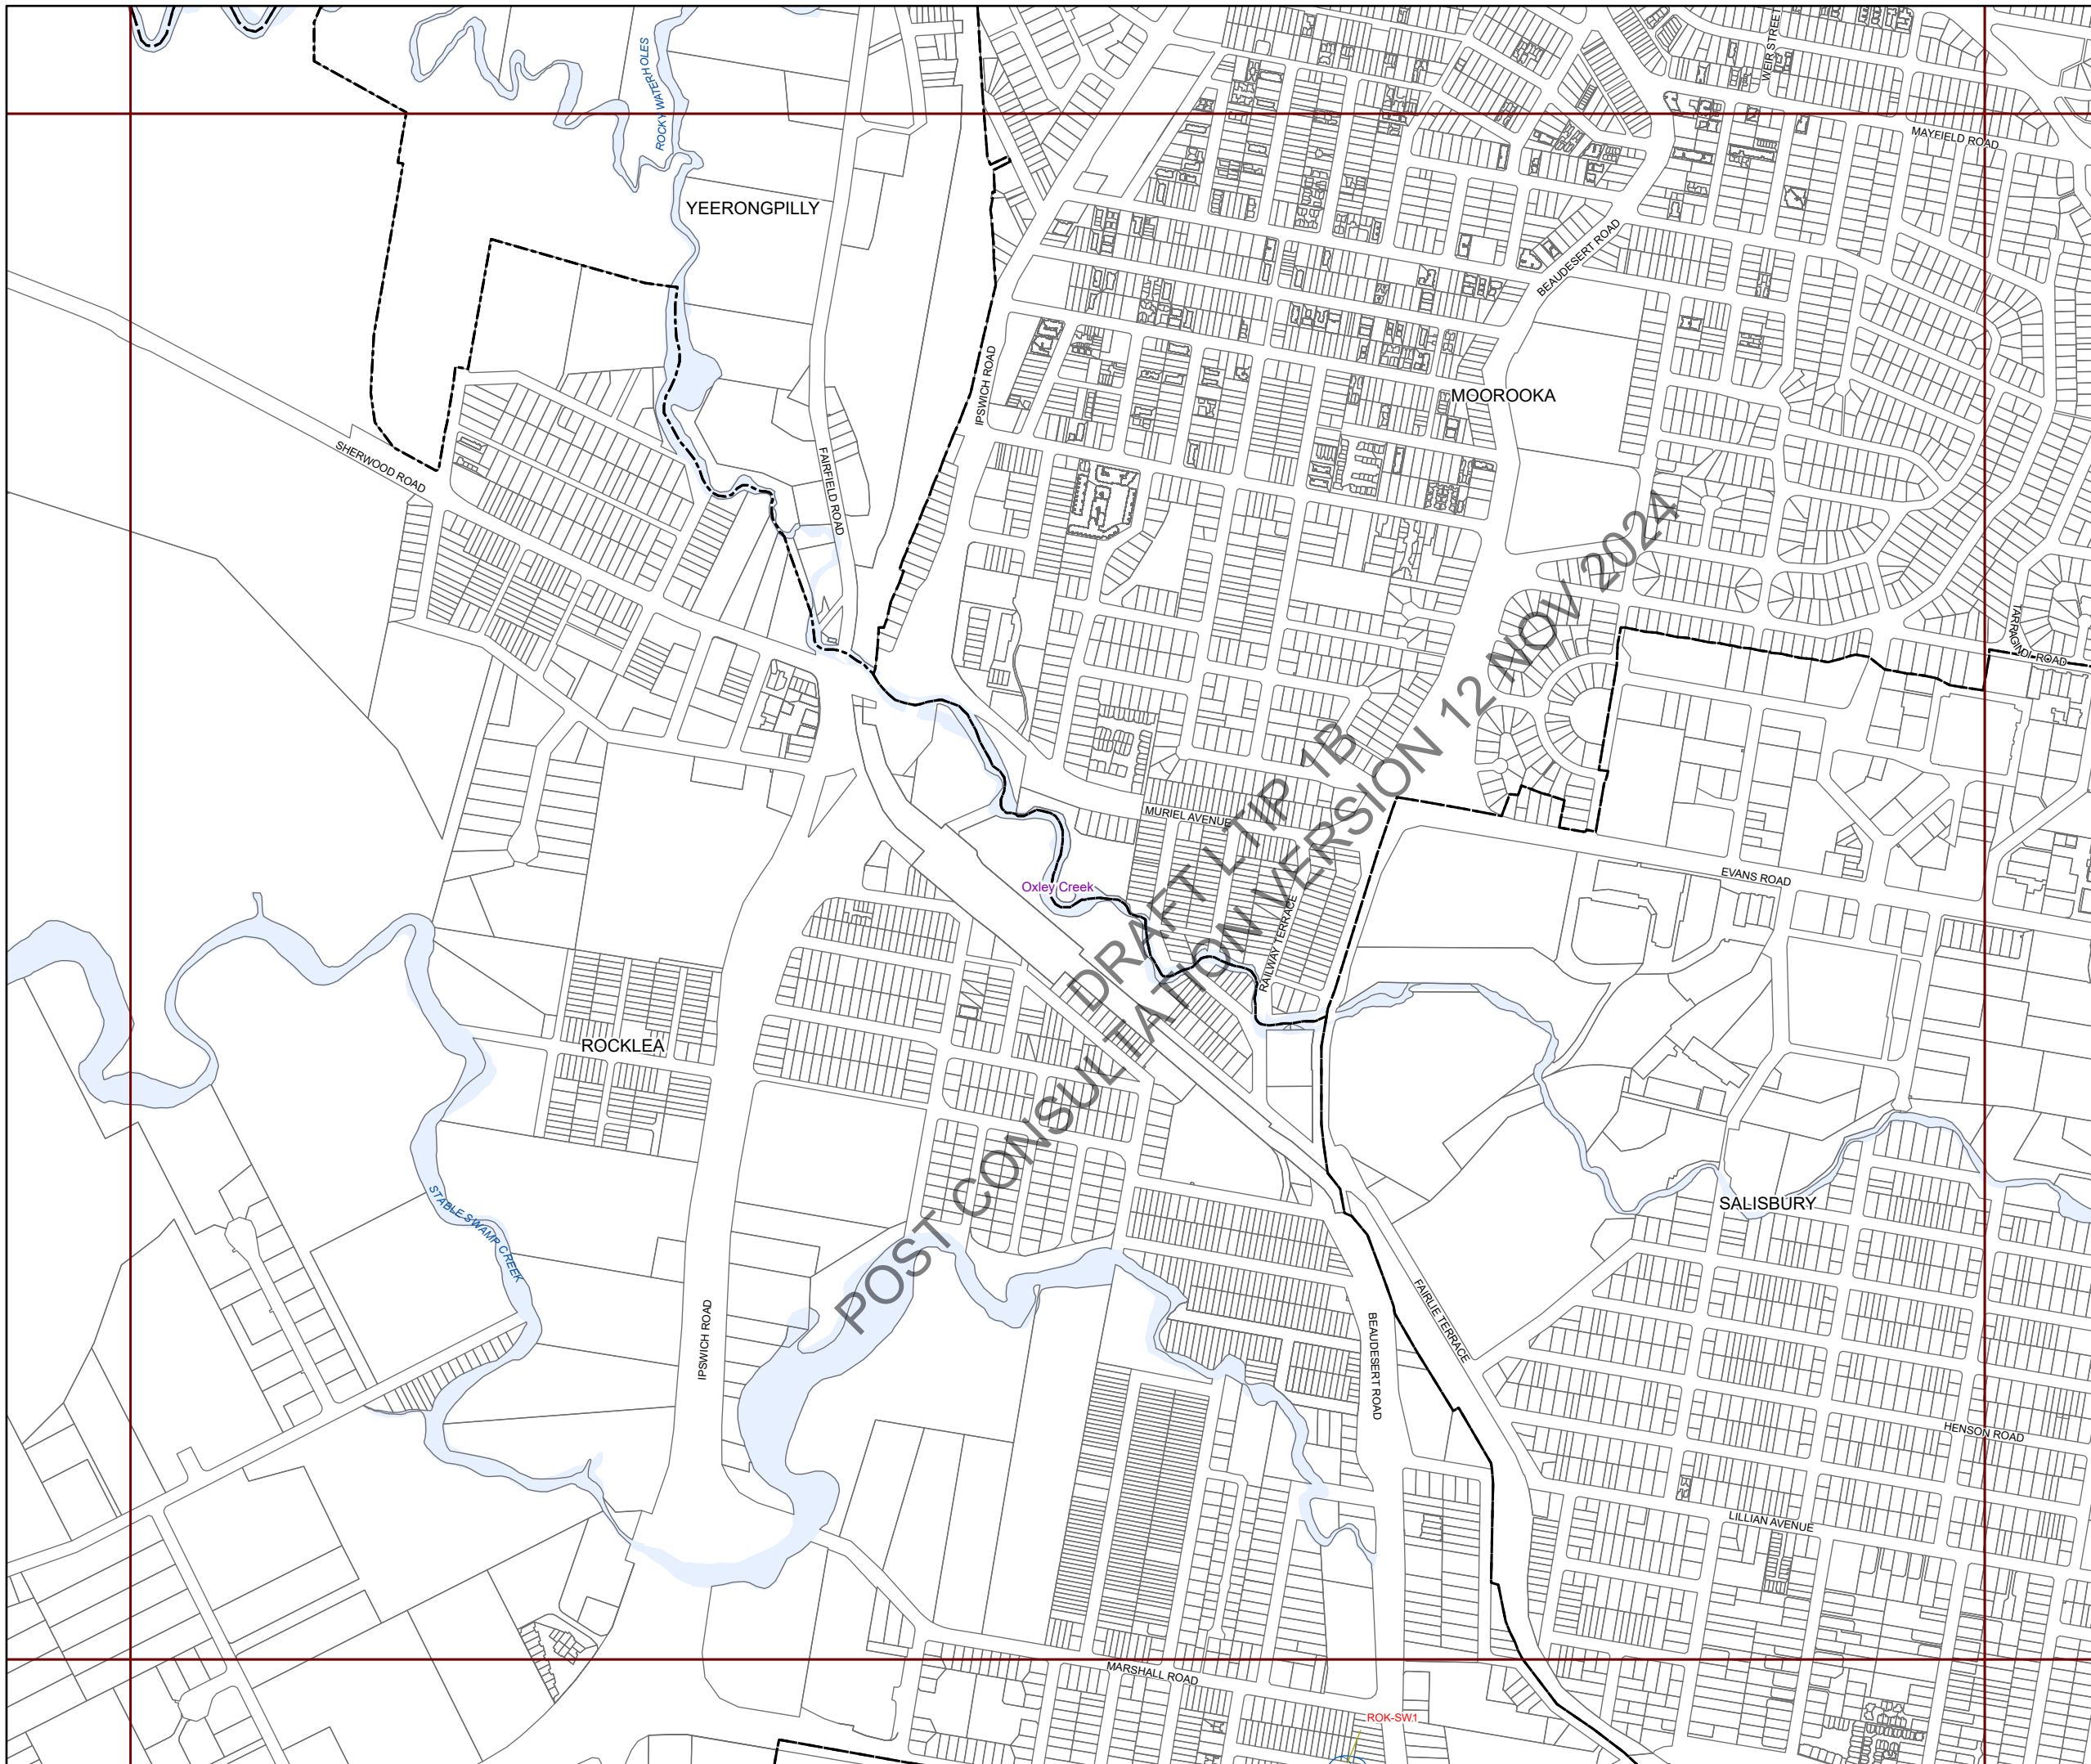 WEIR STREET
ROCKY WATERHOLES
MAYFIELD ROAD
YEERONGPILLY
BEAUDESERT ROAD
IPSWICH ROAD
MOOROOKA
SHERWOOD ROAD
FAIRFIELD ROAD
TARRAGINDI ROAD
MURIEL AVENUE
DRAFT LTIP 1B
POST CONSULTATION VERSION 12 NOV 2024
EVANS ROAD
Oxley Creek
RAILWAY TERRACE
ROCKLEA
STABLE SWAMP CREEK
SALISBURY
IPSWICH ROAD
BEAUDESERT ROAD
FAIRLIE TERRACE
HENSON ROAD
LILLIAN AVENUE
MARSHALL ROAD
ROK-SW1